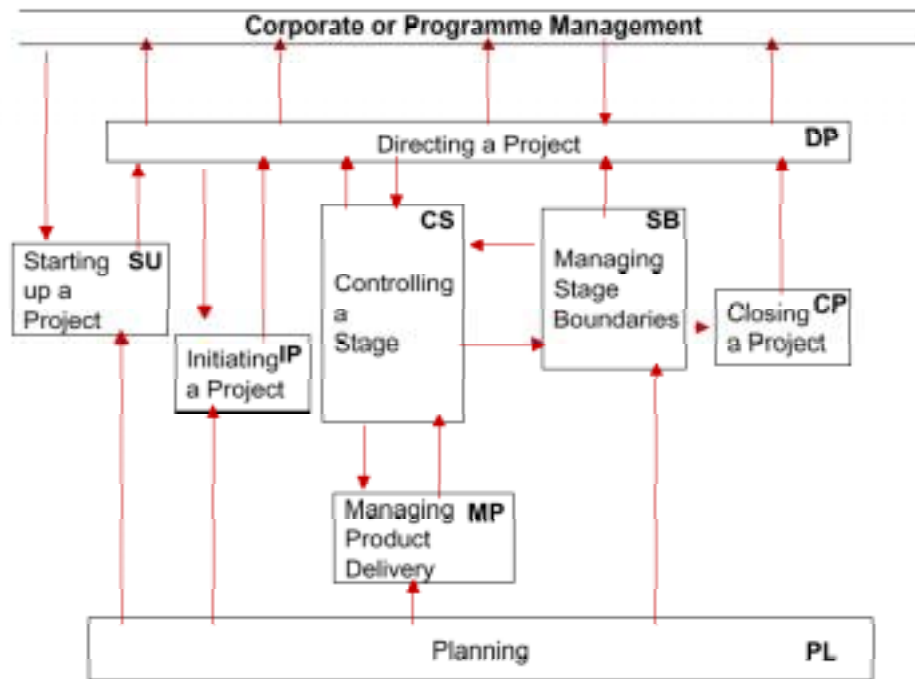 Corporate or Programme Management
Directing a Project DP
CS
Controlling
a
Stage
SB
Managing
Stage
Boundaries
Starting SU
up a
Project
Initiating IP
a Project
Closing CP
a Project
Managing MP
Product
Delivery
Planning PL